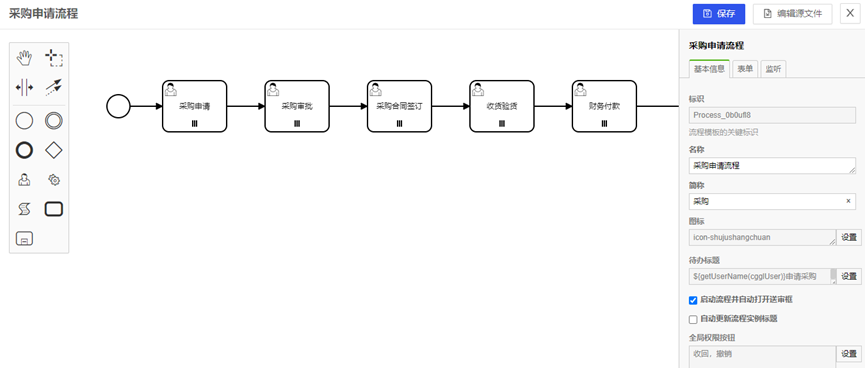 采购申请流程
保存
编辑源文件
X
采购申请
采购审批
采购合同签订
收货验货
财务付款
采购申请流程
基本信息
表单
监听
标识
Process_0b0ufl8
流程模板的关键标识
名称
采购申请流程
简称
采购
×
图标
icon-shujushangchuan
设置
待办标题
${getUserName(cgglUser)}申请采购
设置
启动流程并自动打开送审框
自动更新流程实例标题
全局权限按钮
收回、撤销
设置